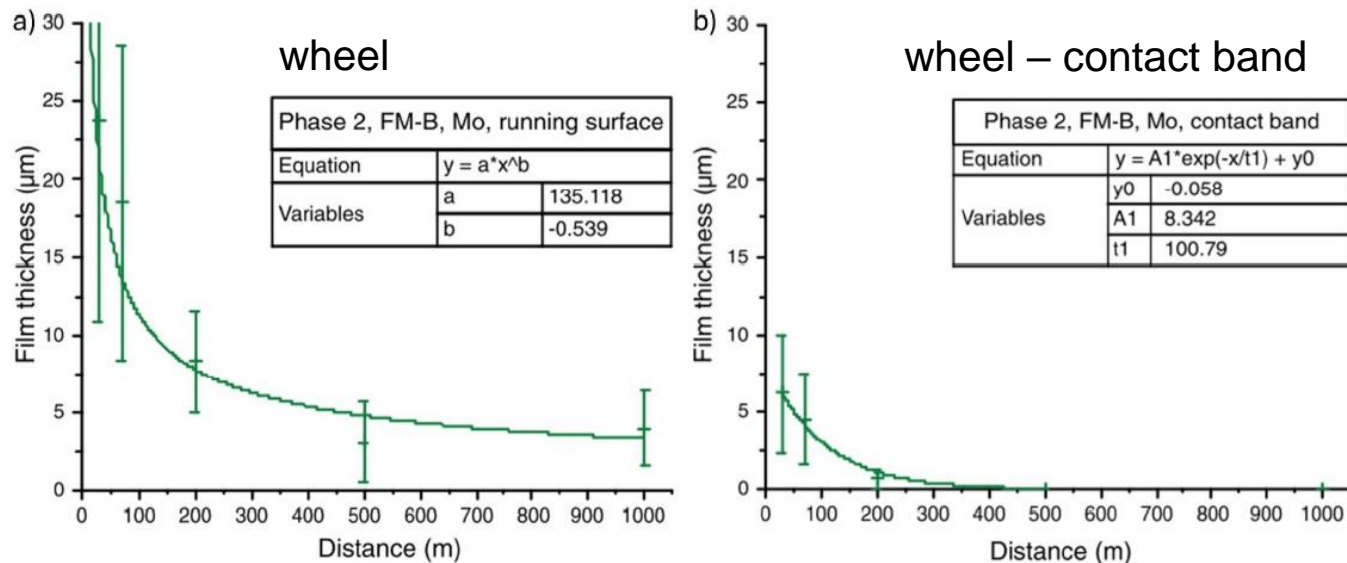 a)
wheel
Film thickness (µm)
30
25
20
15
10
5
0
Phase 2, FM-B, Mo, running surface
Equation y = a*x^b
Variables a 135.118
b -0.539
0 100 200 300 400 500 600 700 800 900 1000
Distance (m)
b)
wheel – contact band
Film thickness (µm)
30
25
20
15
10
5
0
Phase 2, FM-B, Mo, contact band
Equation y = A1*exp(-x/t1) + y0
Variables y0 -0.058
A1 8.342
t1 100.79
0 100 200 300 400 500 600 700 800 900 1000
Distance (m)